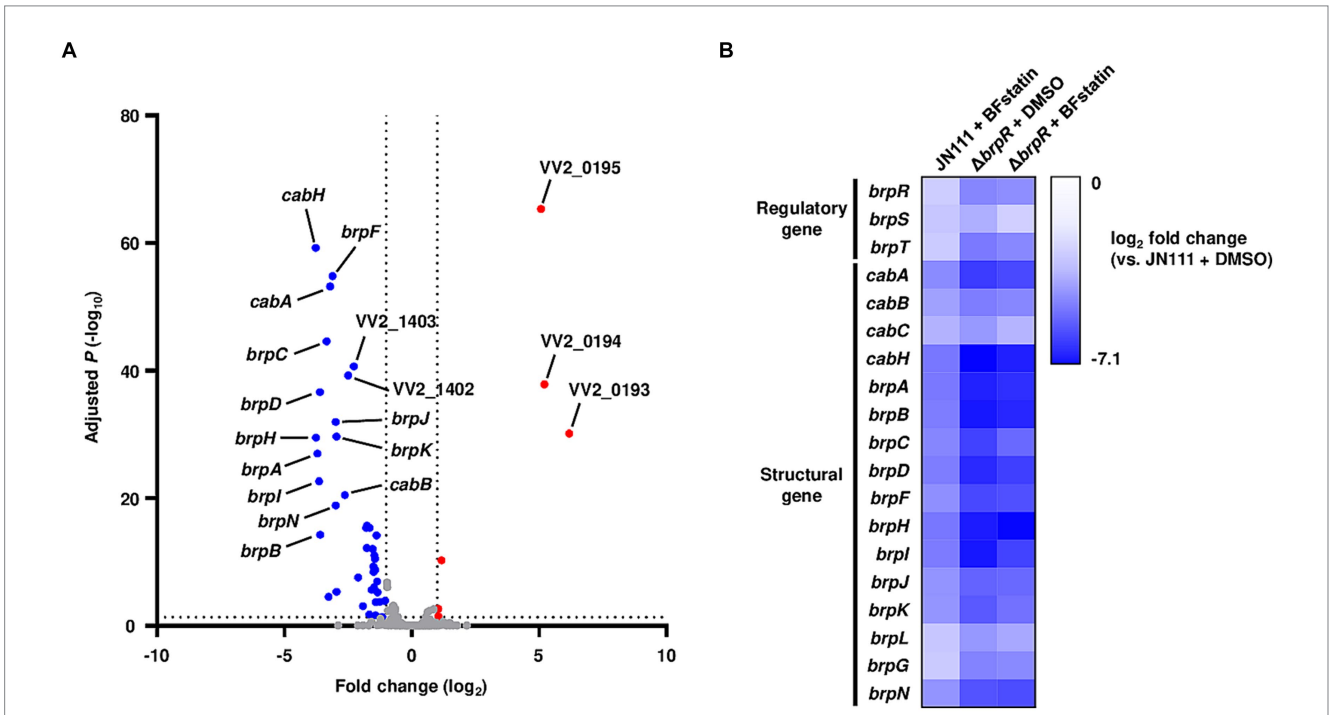 A
80
60
40
20
0
-10
-5
0
5
10
Adjusted P (-log10)
Fold change (log2)
VV2_0195
cabH
brpF
cabA
VV2_1403
VV2_0194
brpC
VV2_1402
VV2_0193
brpD
brpJ
brpH
brpK
brpA
brpI
cabB
brpN
brpB
B
JN111 + BFstatin
ΔbrpR + DMSO
ΔbrpR + BFstatin
Regulatory
gene
brpR
brpS
brpT
Structural
gene
cabA
cabB
cabC
cabH
brpA
brpB
brpC
brpD
brpF
brpH
brpI
brpJ
brpK
brpL
brpG
brpN
0
log2 fold change
(vs. JN111 + DMSO)
-7.1